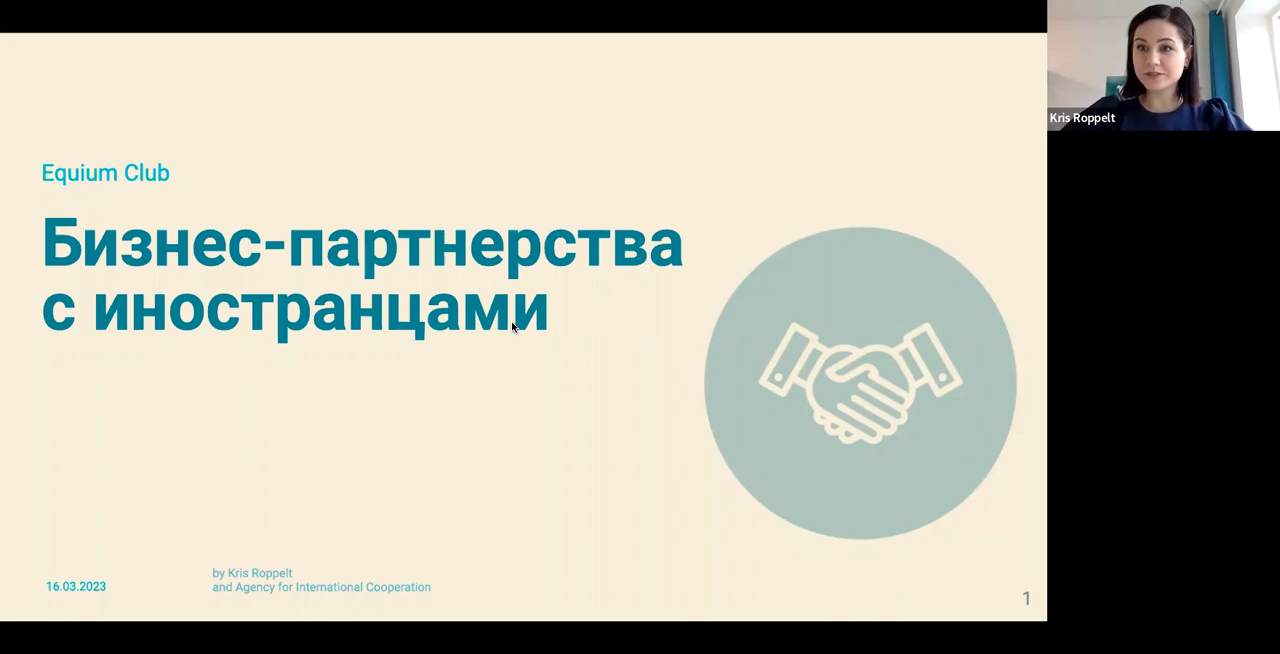 Equium Club
Бизнес-партнерства
с иностранцами
16.03.2023
by Kris Roppelt
and Agency for International Cooperation
1
Kris Roppelt